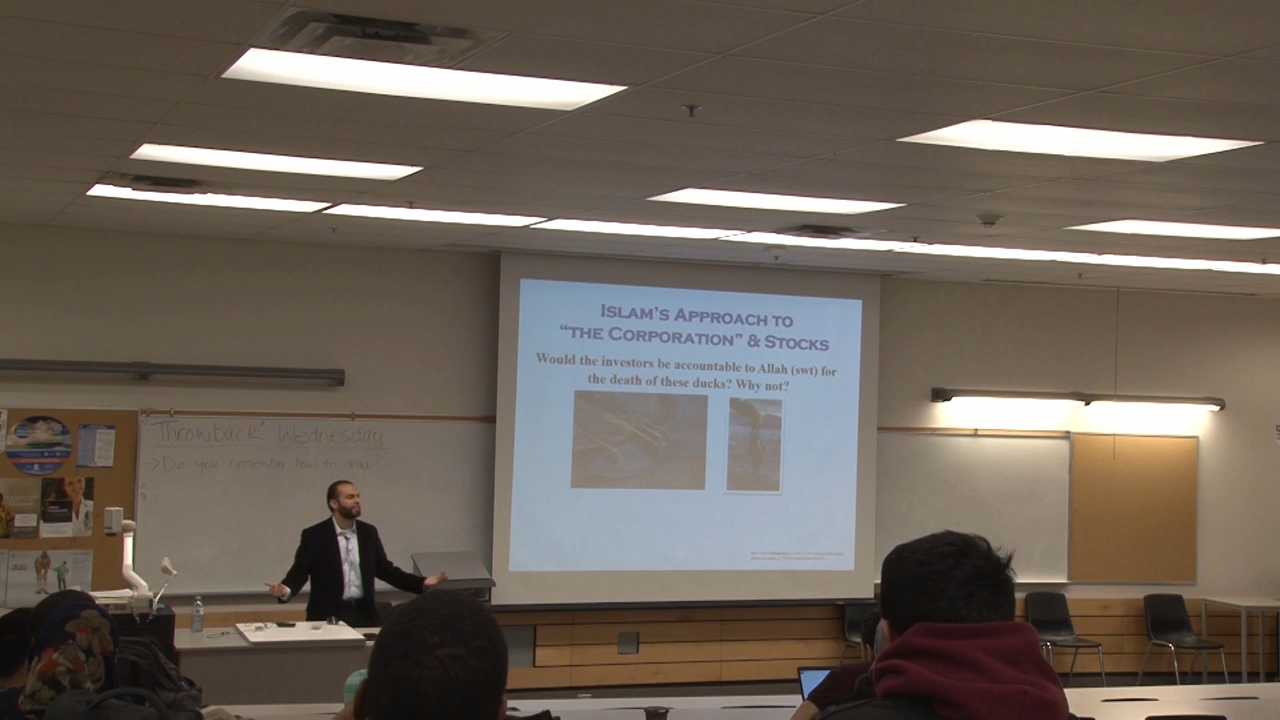 ISLAM'S APPROACH TO
"THE CORPORATION" & STOCKS
Would the investors be accountable to Allah (swt) for
the death of these ducks? Why not?
Throwback Wednesday
→Do you remember how to draw?